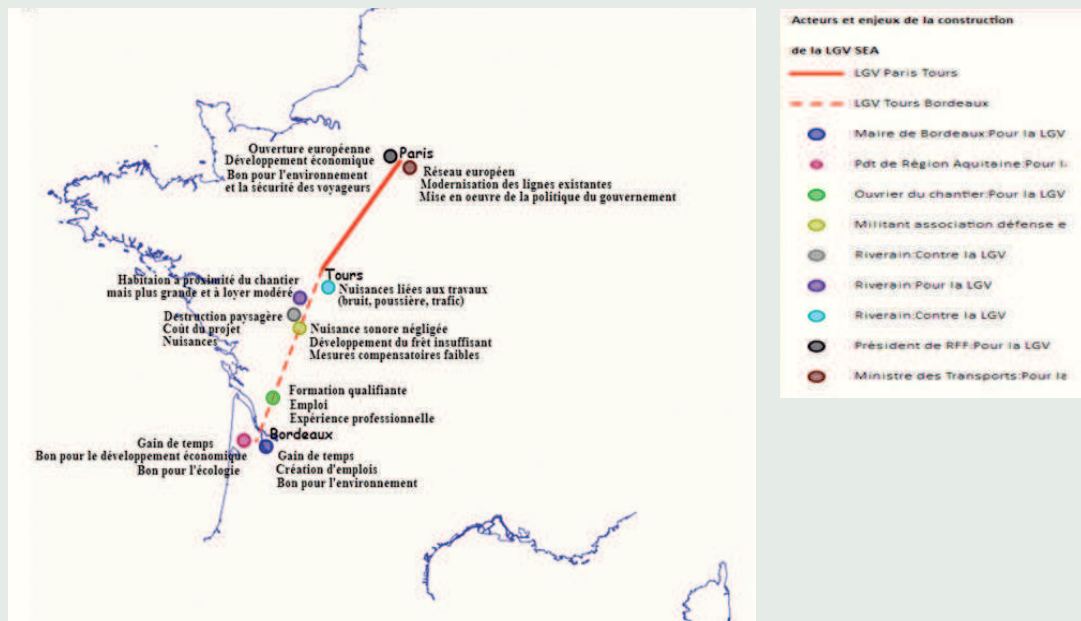 Ouverture européenne
Développement économique
Bon pour l'environnement
et la sécurité des voyageurs
Paris
Réseau européen
Modernisation des lignes existantes
Mise en oeuvre de la politique du gouvernement
Tours
Habitaion à proximité du chantier
mais plus grande et à loyer modéré
Nuisances liées aux travaux
(bruit, poussière, trafic)
Destruction paysagère
Coût du projet
Nuisances
Nuisance sonore négligée
Développement du frêt insuffisant
Mesures compensatoires faibles
Formation qualifiante
Emploi
Expérience professionnelle
Bordeaux
Gain de temps
Bon pour le développement économique
Bon pour l'écologie
Gain de temps
Création d'emplois
Bon pour l'environnement
Acteurs et enjeux de la construction
de la LGV SEA
LGV Paris Tours
LGV Tours Bordeaux
Maire de Bordeaux:Pour la LGV
Pdt de Région Aquitaine:Pour
Ouvrier du chantier:Pour la LGV
Militant association défense e
Riverain:Contre la LGV
Riverain:Pour la LGV
Riverain:Contre la LGV
Président de RFF:Pour la LGV
Ministre des Transports:Pour la